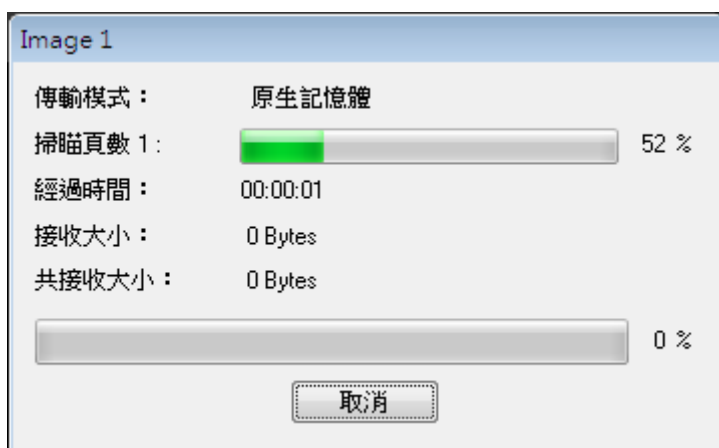 Image 1
傳輸模式： 原生記憶體
掃瞄頁數 1 : 52 %
經過時間： 00:00:01
接收大小： 0 Bytes
共接收大小： 0 Bytes
0 %
取消